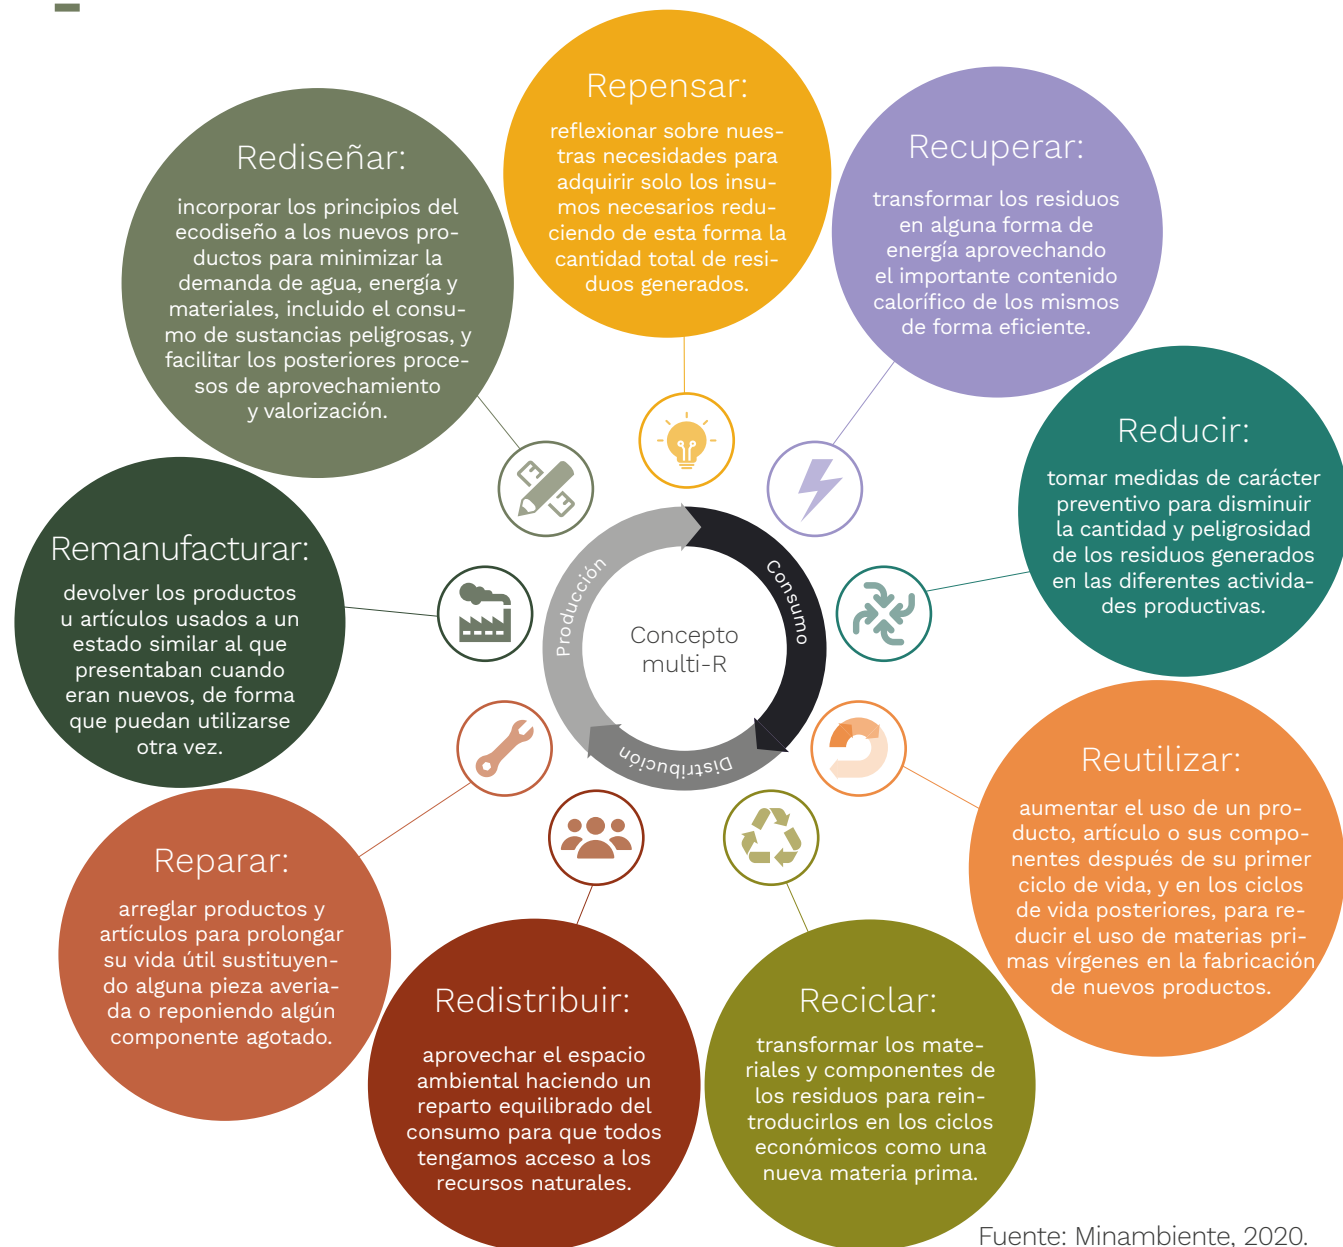 Repensar:
reflexionar sobre nues-
tras necesidades para
adquirir solo los insu-
mos necesarios redu-
ciendo de esta forma la
cantidad total de resi-
duos generados.
Recuperar:
transformar los residuos
en alguna forma de
energía aprovechando
el importante contenido
calorífico de los mismos
de forma eficiente.
Reducir:
tomar medidas de carácter
preventivo para disminuir
la cantidad y peligrosidad
de los residuos generados
en las diferentes activida-
des productivas.
Reutilizar:
aumentar el uso de un pro-
ducto, artículo o sus compo-
nentes después de su primer
ciclo de vida, y en los ciclos
de vida posteriores, para re-
ducir el uso de materias pri-
mas vírgenes en la fabricación
de nuevos productos.
Reciclar:
transformar los mate-
riales y componentes de
los residuos para rein-
troducirlos en los ciclos
económicos como una
nueva materia prima.
Redistribuir:
aprovechar el espacio
ambiental haciendo un
reparto equilibrado del
consumo para que todos
tengamos acceso a los
recursos naturales.
Reparar:
arreglar productos y
artículos para prolongar
su vida útil sustituyen-
do alguna pieza averia-
da o reponiendo algún
componente agotado.
Remanufacturar:
devolver los productos
u artículos usados a un
estado similar al que
presentaban cuando
eran nuevos, de forma
que puedan utilizarse
otra vez.
Rediseñar:
incorporar los principios del
ecodiseño a los nuevos pro-
ductos para minimizar la
demanda de agua, energía y
materiales, incluido el consu-
mo de sustancias peligrosas, y
facilitar los posteriores proce-
sos de aprovechamiento
y valorización.
Producción
Consumo
Distribución
Concepto
multi-R
Fuente: Minambiente, 2020.